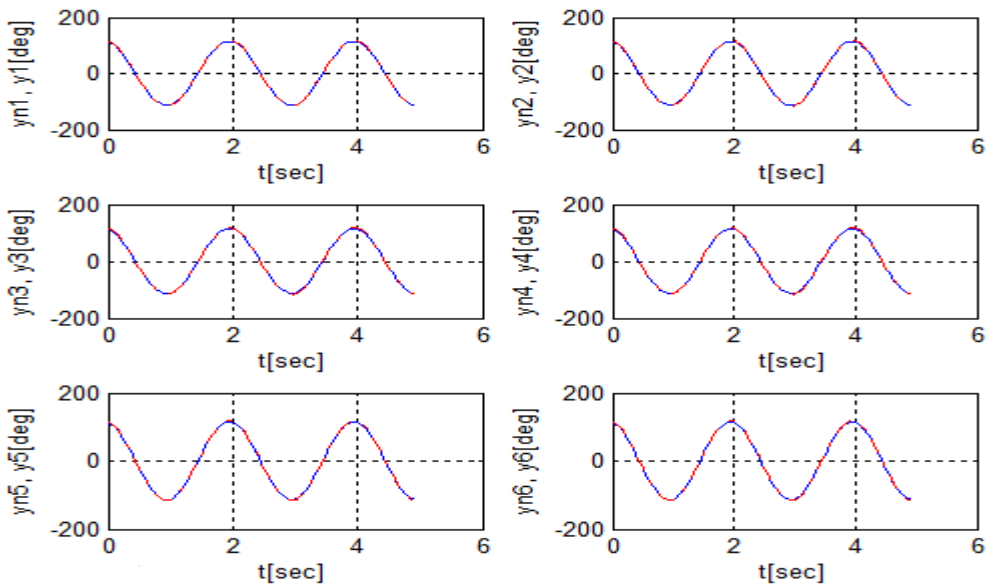 yn1, y1[deg]
200
0
-200
0 2 4 6
t[sec]
yn2, y2[deg]
200
0
-200
0 2 4 6
t[sec]
yn3, y3[deg]
200
0
-200
0 2 4 6
t[sec]
yn4, y4[deg]
200
0
-200
0 2 4 6
t[sec]
yn5, y5[deg]
200
0
-200
0 2 4 6
t[sec]
yn6, y6[deg]
200
0
-200
0 2 4 6
t[sec]